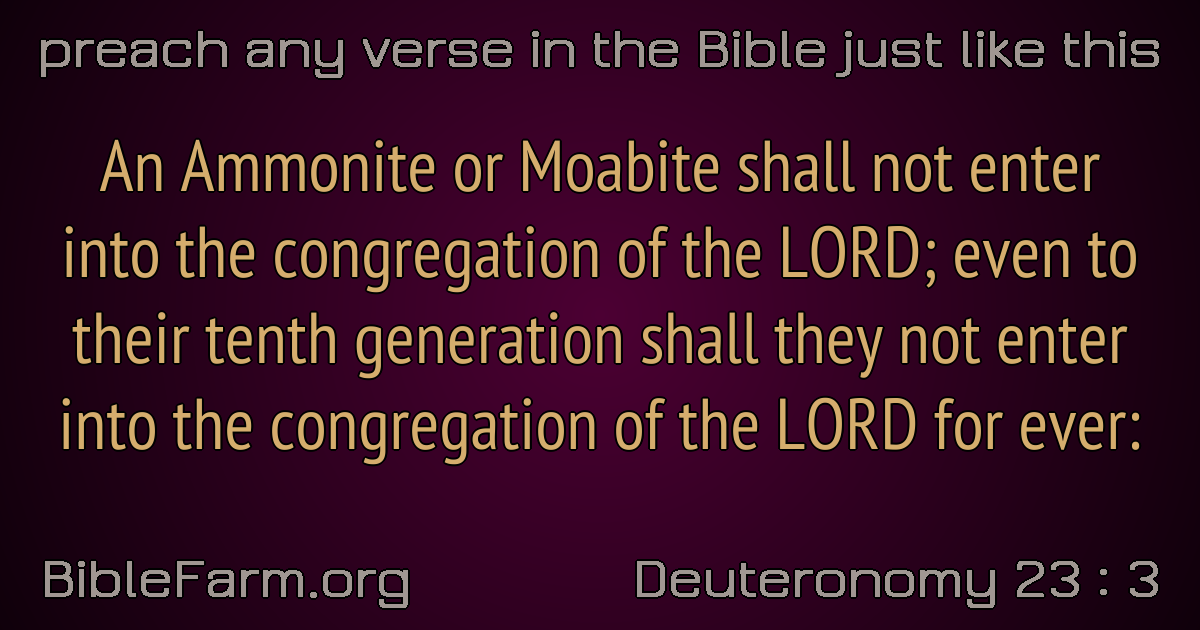 preach any verse in the Bible just like this
An Ammonite or Moabite shall not enter
into the congregation of the LORD; even to
their tenth generation shall they not enter
into the congregation of the LORD for ever:
BibleFarm.org
Deuteronomy 23 : 3